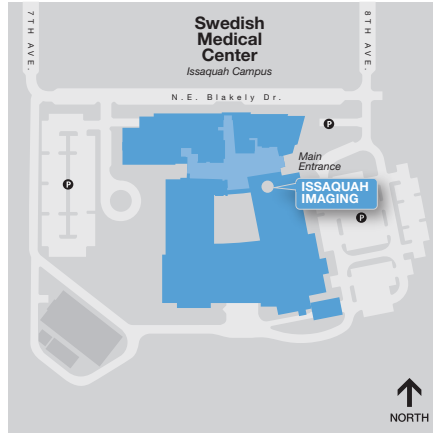 Swedish
Medical
Center
Issaquah Campus
7TH AVE.
8TH AVE.
N.E. Blakely Dr.
P
Main
Entrance
P
ISSAQUAH
IMAGING
P
NORTH